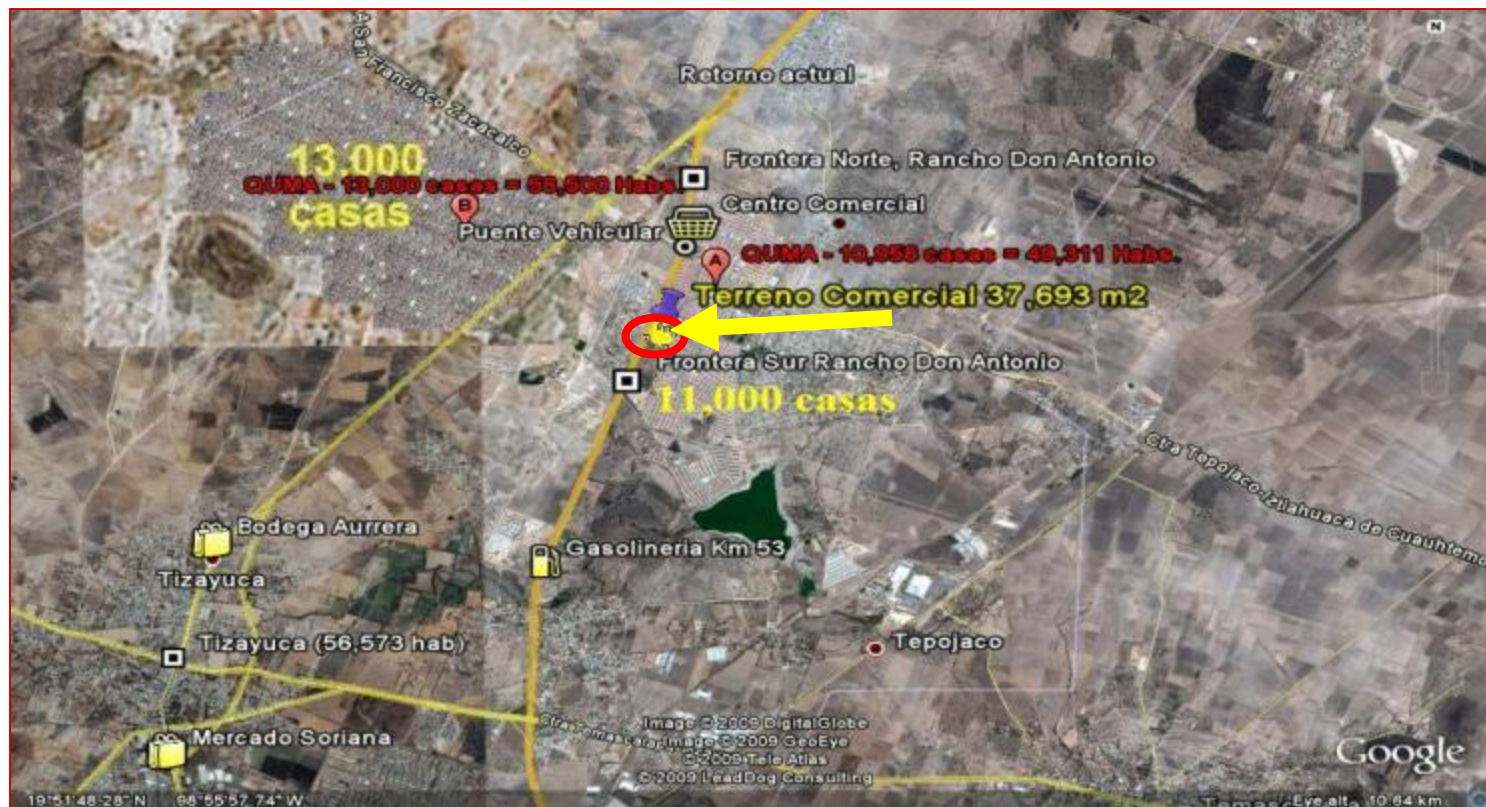 A San Francisco Zacacalco
Retorno actual
N
13.000
casas
QUMA - 13,000 casas = 58,500 Habs.
B
Frontera Norte, Rancho Don Antonio
Centro Comercial
Puente Vehicular
A
QUMA - 10,958 casas = 49,311 Habs.
Terreno Comercial 37,693 m2
Frontera Sur Rancho Don Antonio
11,000 casas
Ctra Tepojaco-Iztlahuaca de Cuauhtemo
Bodega Aurrera
Tizayuca
Gasolineria Km 53
Tizayuca (56,573 hab)
Tepojaco
Mercado Soriana
Image © 2009 DigitalGlobe
Image © 2009 GeoEye
© 2009 Tele Atlas
© 2009 LeadDog Consulting
Google
19°51'48.28" N 98°55'57.74" W
Eye alt 10.64 km